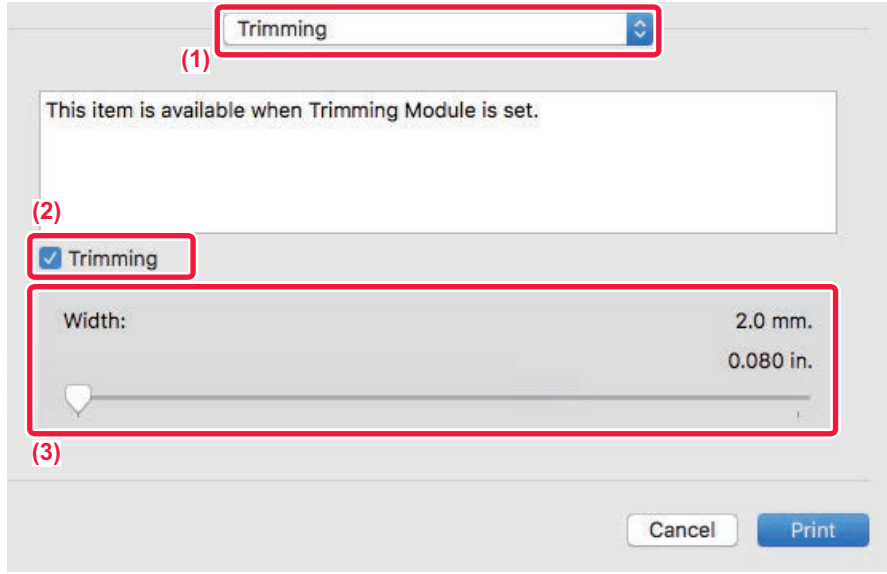 Trimming
(1)
This item is available when Trimming Module is set.
(2)
Trimming
Width:
2.0 mm.
0.080 in.
(3)
Cancel
Print